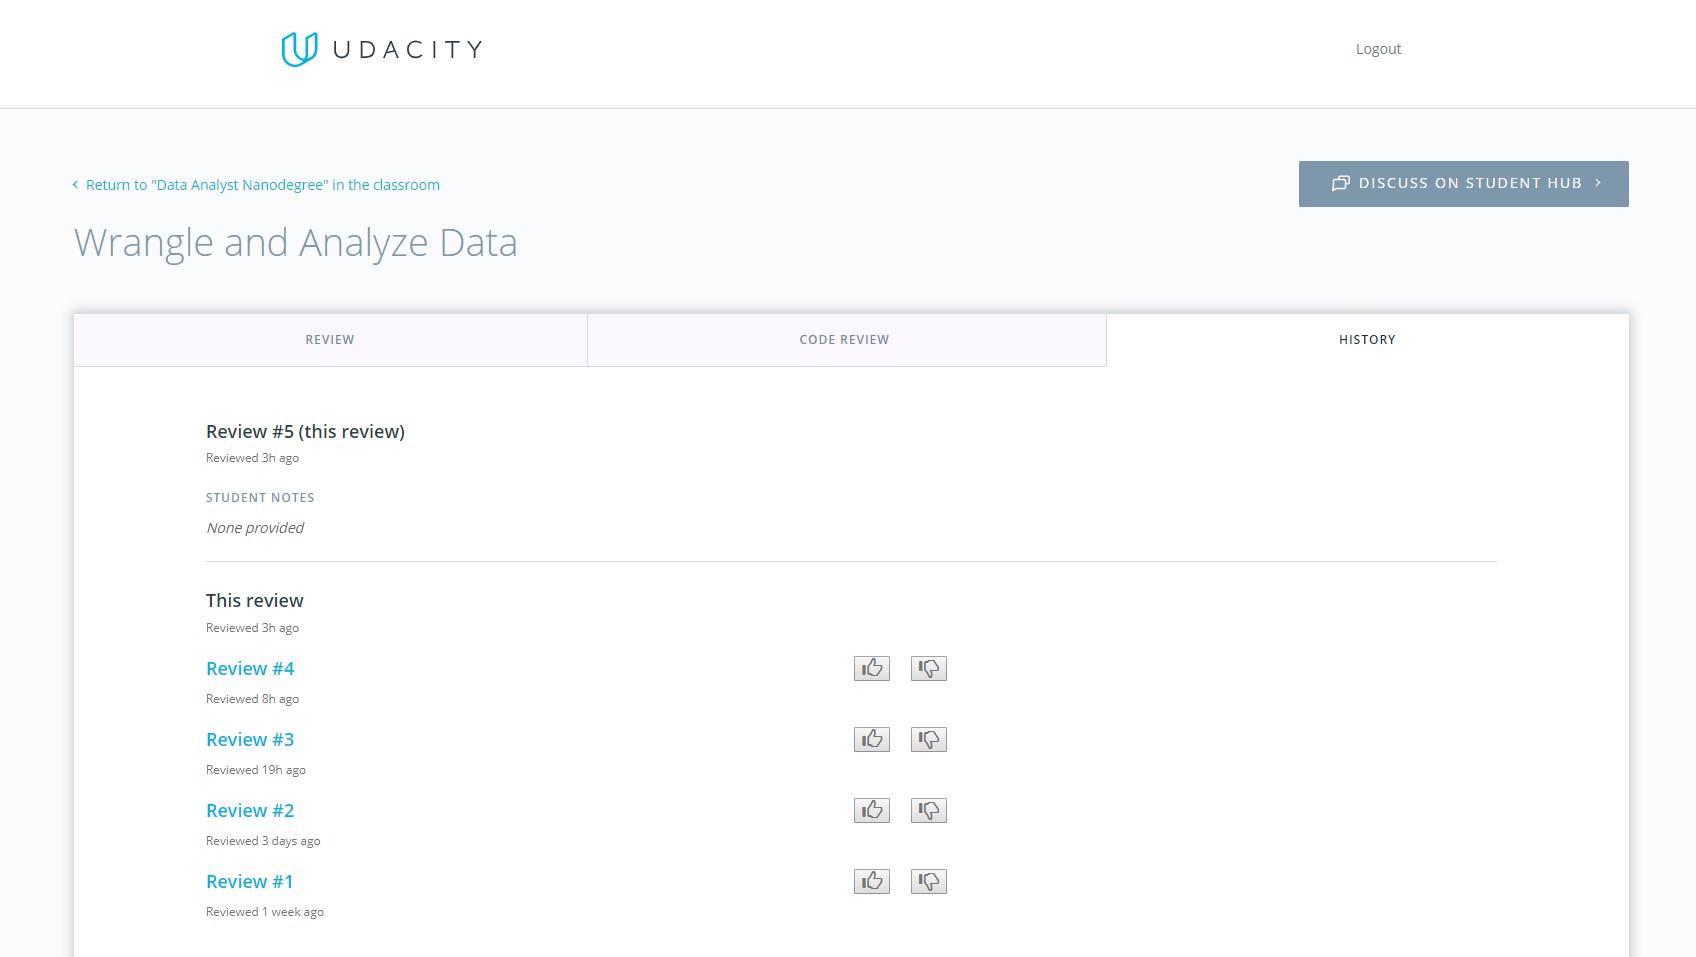 UDACITY
Logout
Return to "Data Analyst Nanodegree" in the classroom
DISCUSS ON STUDENT HUB
Wrangle and Analyze Data
REVIEW
CODE REVIEW
HISTORY
Review #5 (this review)
Reviewed 3h ago
STUDENT NOTES
None provided
This review
Reviewed 3h ago
Review #4
Reviewed 8h ago
Review #3
Reviewed 19h ago
Review #2
Reviewed 3 days ago
Review #1
Reviewed 1 week ago